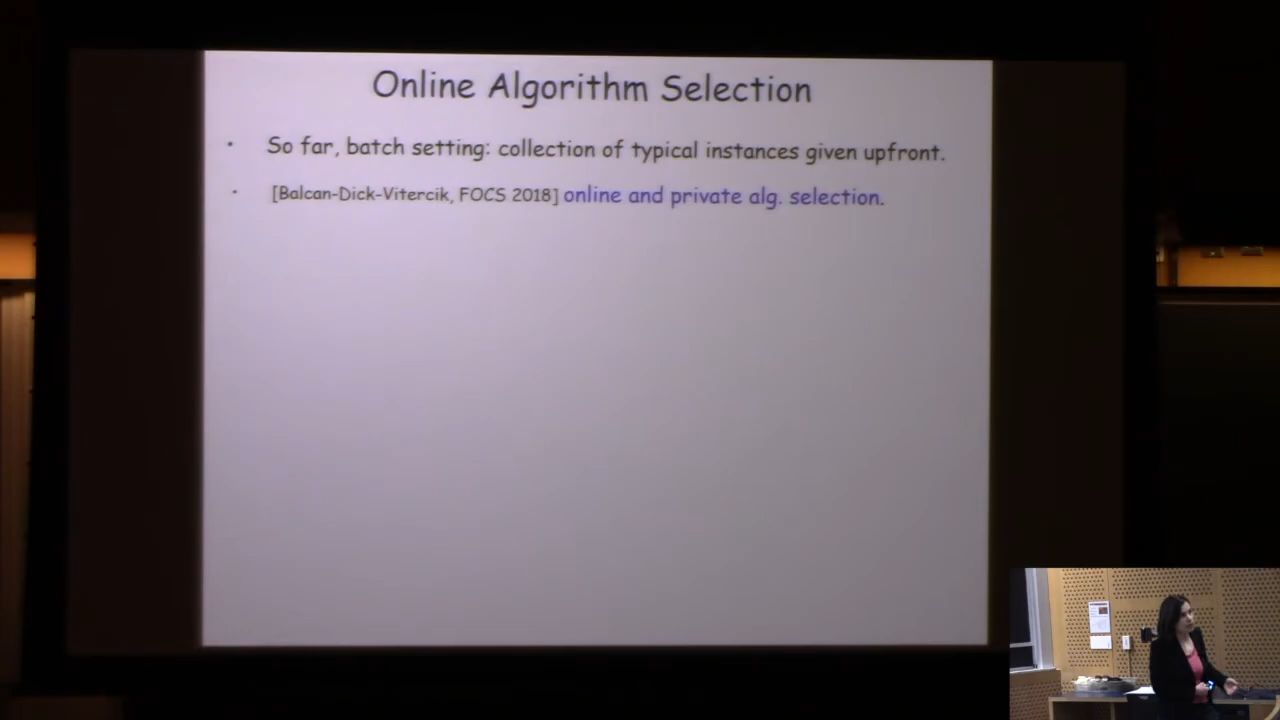 Online Algorithm Selection
• So far, batch setting: collection of typical instances given upfront.
• [Balcan-Dick-Vitercik, FOCS 2018] online and private alg. selection.